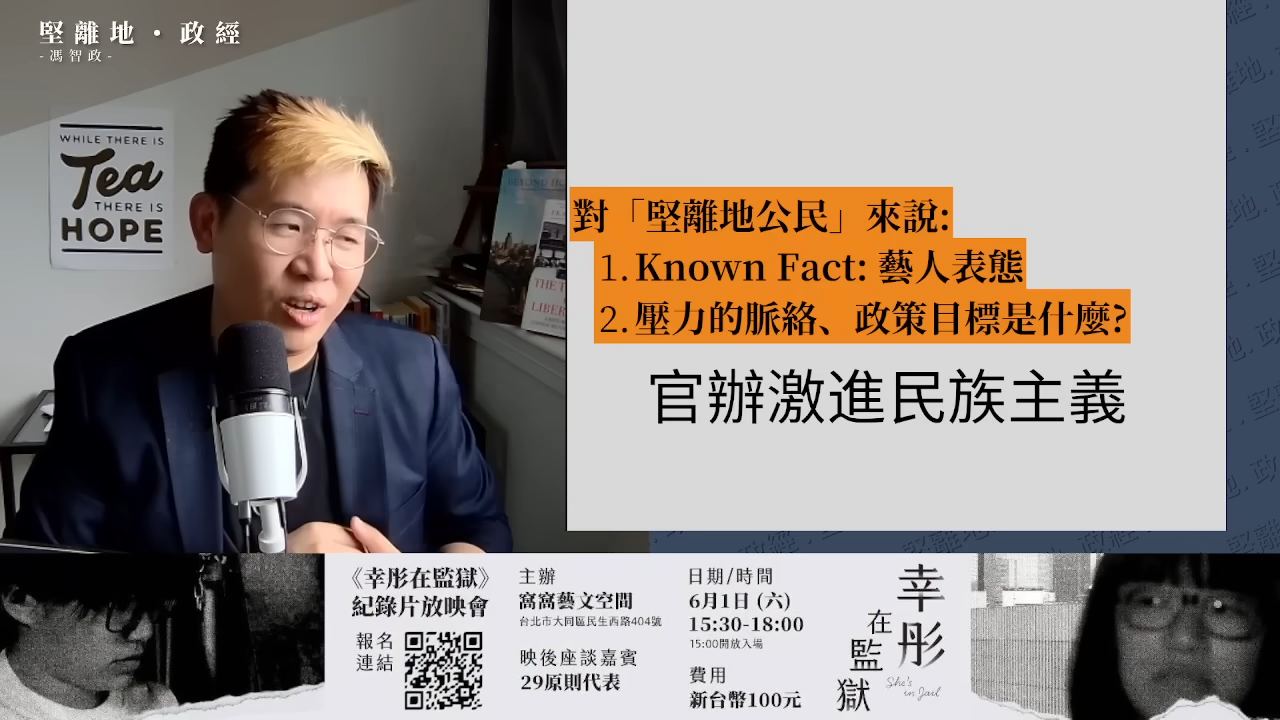 堅離地・政經
-馮智政-
WHILE THERE IS
Tea
THERE IS
HOPE
BEYOND
LIBER
對「堅離地公民」來說:
1.Known Fact: 藝人表態
2.壓力的脈絡、政策目標是什麼?
官辦激進民族主義
《幸彤在監獄》
紀錄片放映會
報名
連結
主辦
窩窩藝文空間
台北市大同區民生西路404號
映後座談嘉賓
29原則代表
日期/時間
6月1日 (六)
15:30-18:00
15:00開放入場
費用
新台幣100元
幸彤
在監獄
She's
in Jail